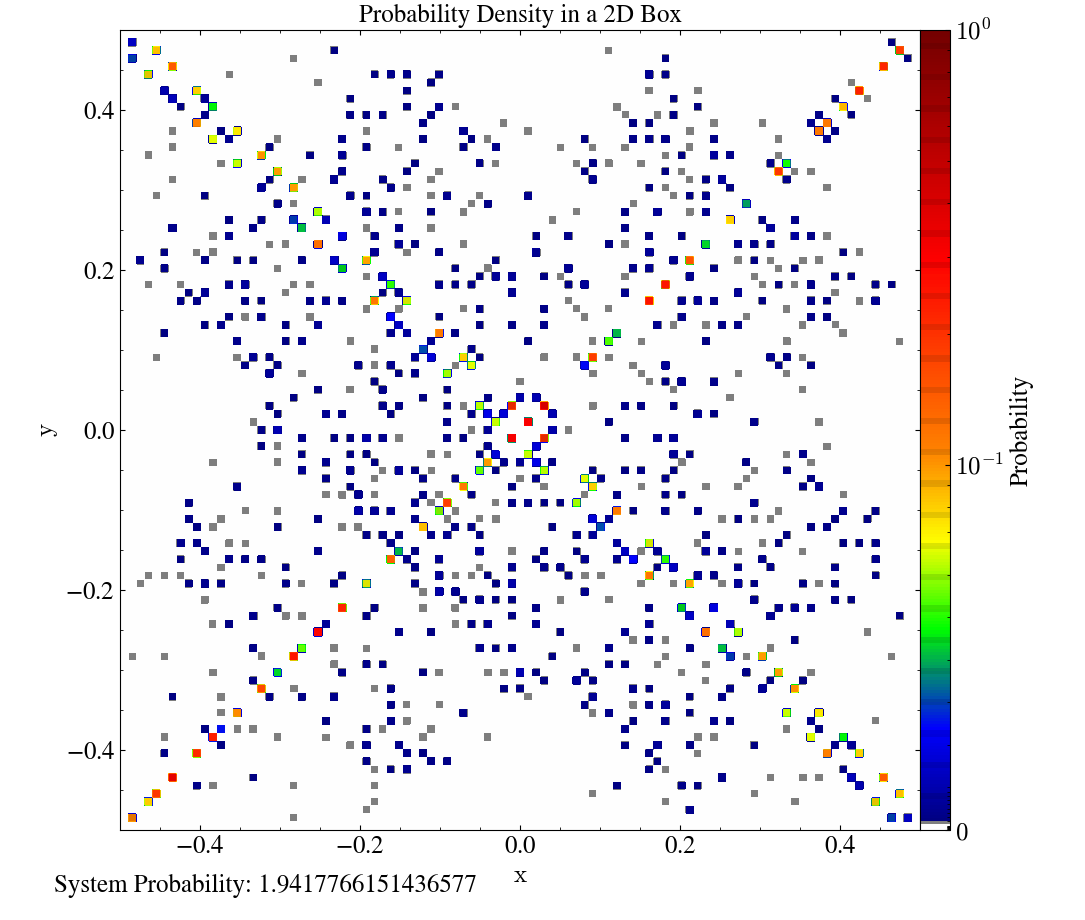 Probability Density in a 2D Box
10^0
0.4
0.2
0.0
−0.2
−0.4
y
10^−1
Probability
0
−0.4 −0.2 0.0 0.2 0.4
x
System Probability: 1.9417766151436577